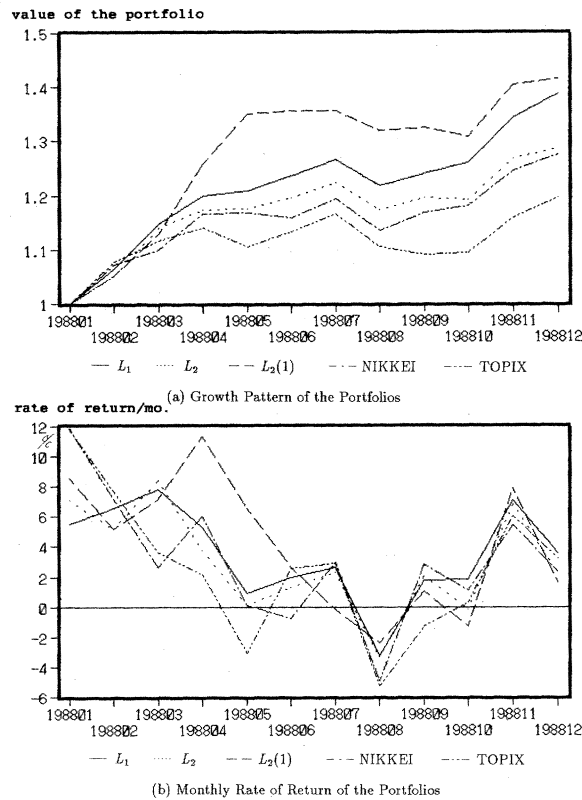 value of the portfolio
1.5
1.4
1.3
1.2
1.1
1
198801 198803 198805 198807 198809 198811
198802 198804 198806 198808 198810 198812
L₁ L₂ L₂(1) NIKKEI TOPIX
(a) Growth Pattern of the Portfolios
rate of return/mo.
12
%
10
8
6
4
2
0
-2
-4
-6
198801 198803 198805 198807 198809 198811
198802 198804 198806 198808 198810 198812
L₁ L₂ L₂(1) NIKKEI TOPIX
(b) Monthly Rate of Return of the Portfolios